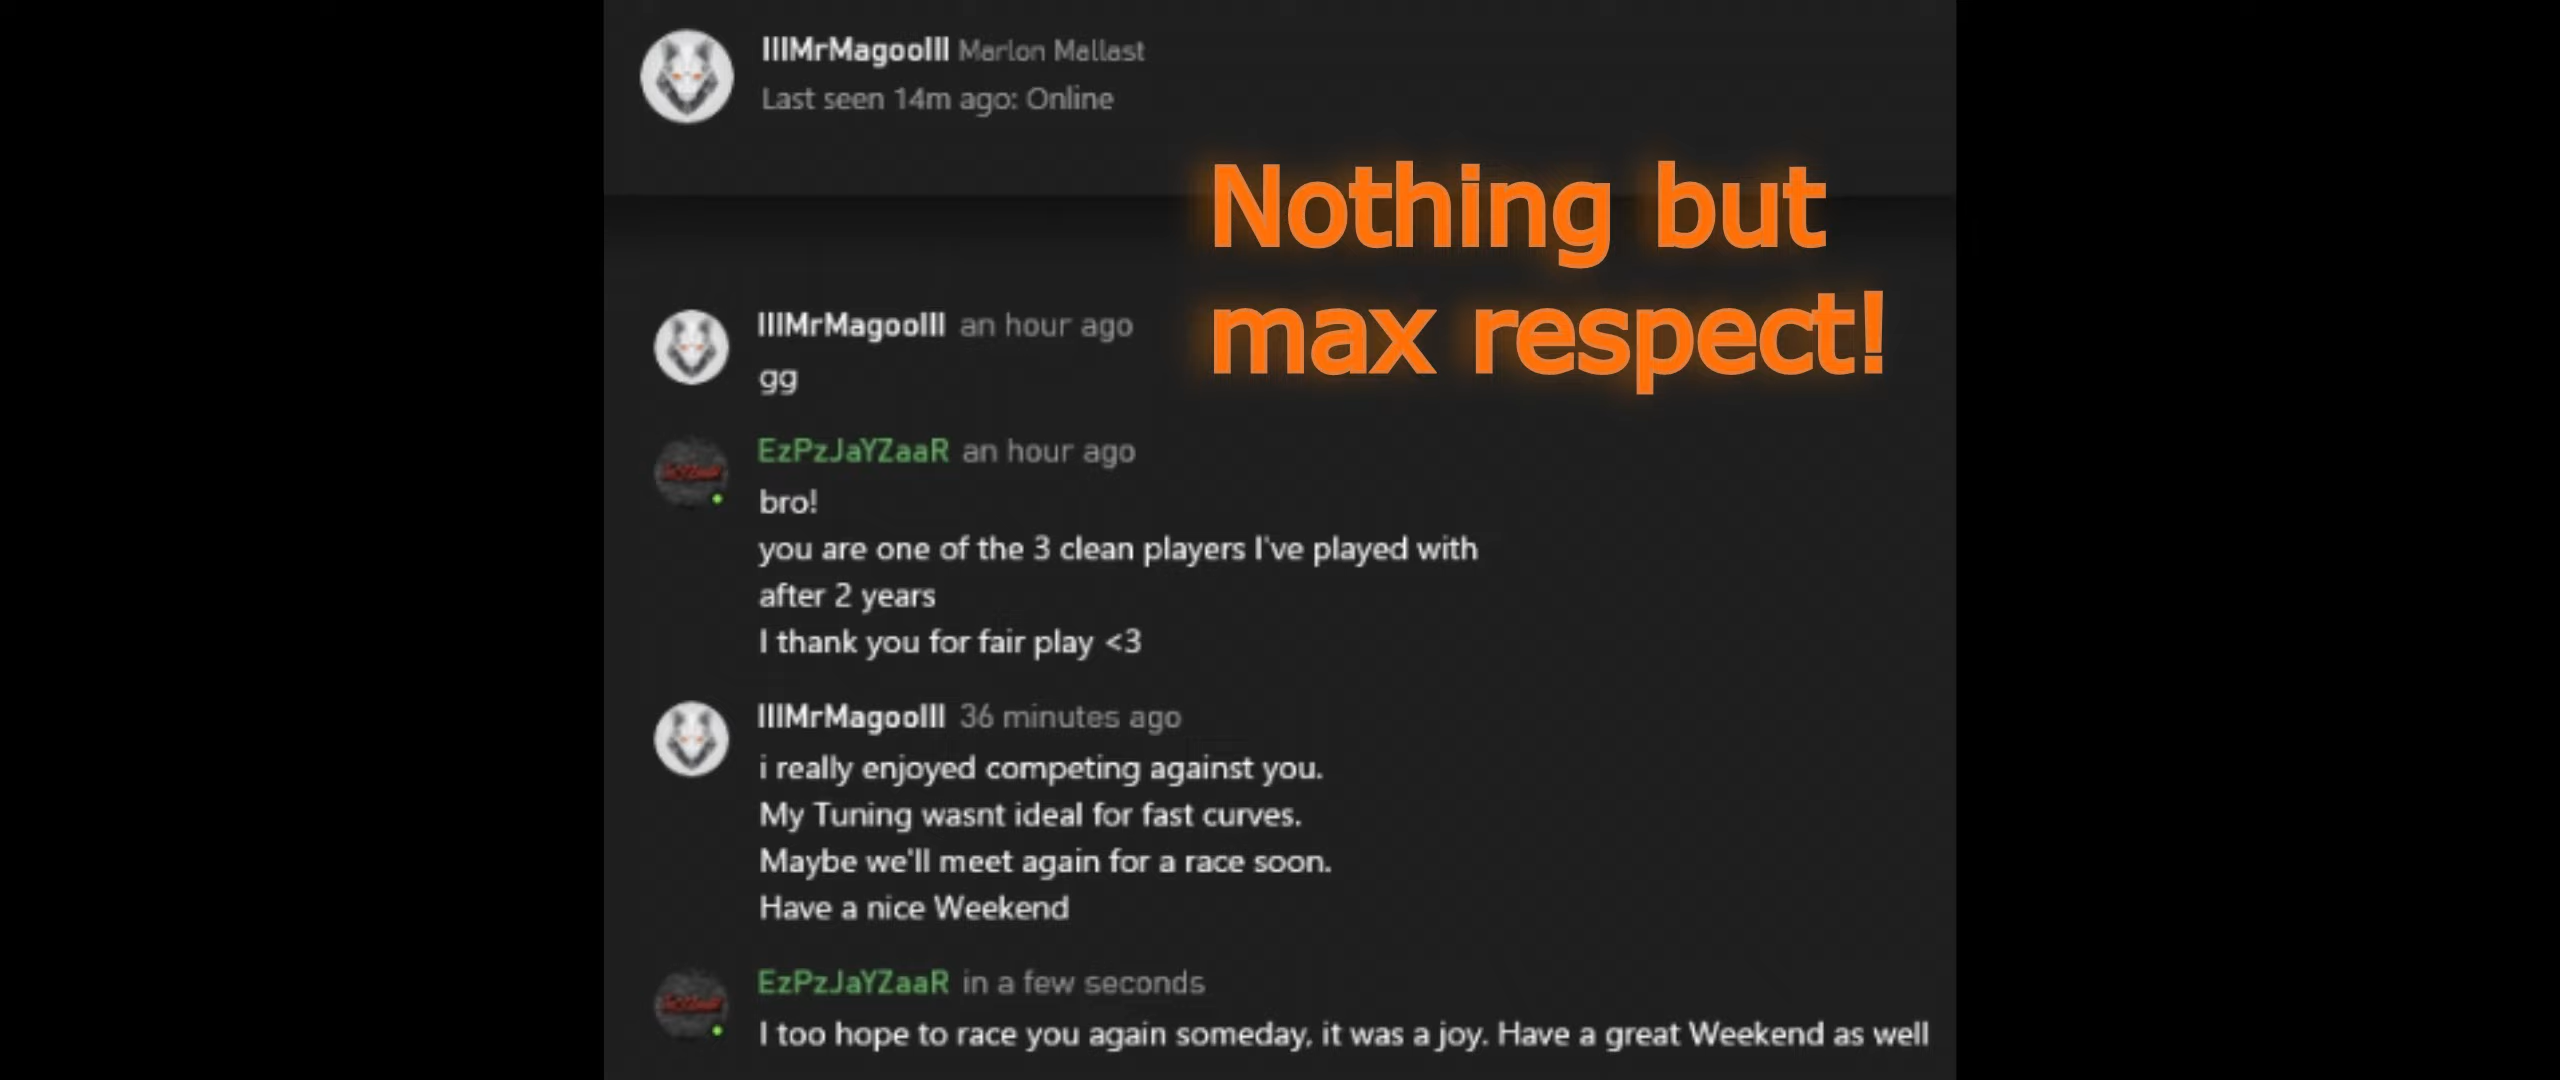 IIIMrMagooIII Marlon Mallast
Last seen 14m ago: Online
Nothing but
max respect!
IIIMrMagooIII an hour ago
gg
EzPzJaYZaaR an hour ago
bro!
you are one of the 3 clean players I've played with
after 2 years
I thank you for fair play <3
IIIMrMagooIII 36 minutes ago
i really enjoyed competing against you.
My Tuning wasnt ideal for fast curves.
Maybe we'll meet again for a race soon.
Have a nice Weekend
EzPzJaYZaaR in a few seconds
I too hope to race you again someday, it was a joy. Have a great Weekend as well